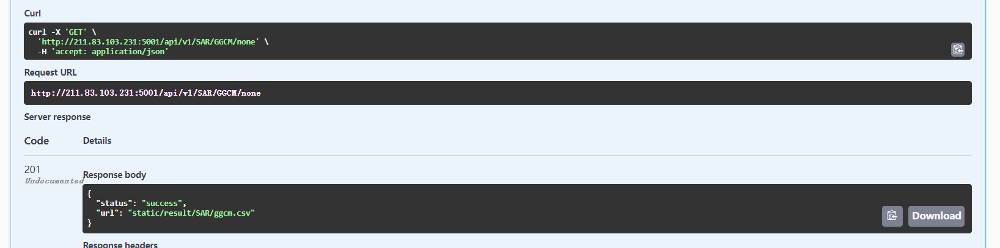 Curl
curl -X 'GET' \
  'http://211.83.103.231:5001/api/v1/SAR/GGCM/none' \
  -H 'accept: application/json'
Request URL
http://211.83.103.231:5001/api/v1/SAR/GGCM/none
Server response
Code Details
201
Undocumented
Response body
{
  "status": "success",
  "url": "static/result/SAR/ggcm.csv"
}
Download
Response headers